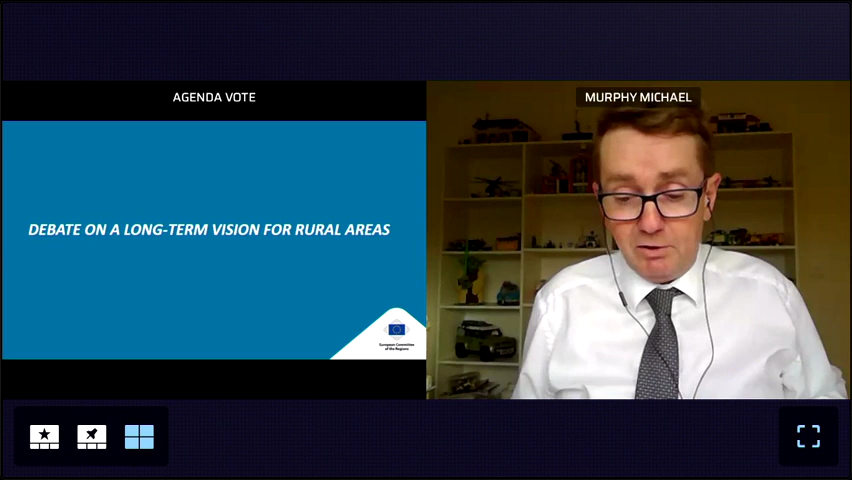 AGENDA VOTE
MURPHY MICHAEL
DEBATE ON A LONG-TERM VISION FOR RURAL AREAS
European Committee
of the Regions